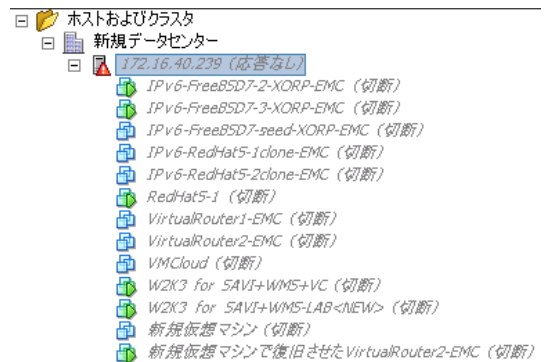 ホストおよびクラスタ
新規データセンター
172.16.40.239 (応答なし)
IPv6-FreeBSD7-2-XORP-EMC (切断)
IPv6-FreeBSD7-3-XORP-EMC (切断)
IPv6-FreeBSD7-seed-XORP-EMC (切断)
IPv6-RedHat5-1clone-EMC (切断)
IPv6-RedHat5-2clone-EMC (切断)
RedHat5-1 (切断)
VirtualRouter1-EMC (切断)
VirtualRouter2-EMC (切断)
VMCloud (切断)
W2K3 for SAVI+WMS+VC (切断)
W2K3 for SAVI+WMS-LAB<NEW> (切断)
新規仮想マシン (切断)
新規仮想マシンで復旧させたVirtualRouter2-EMC (切断)